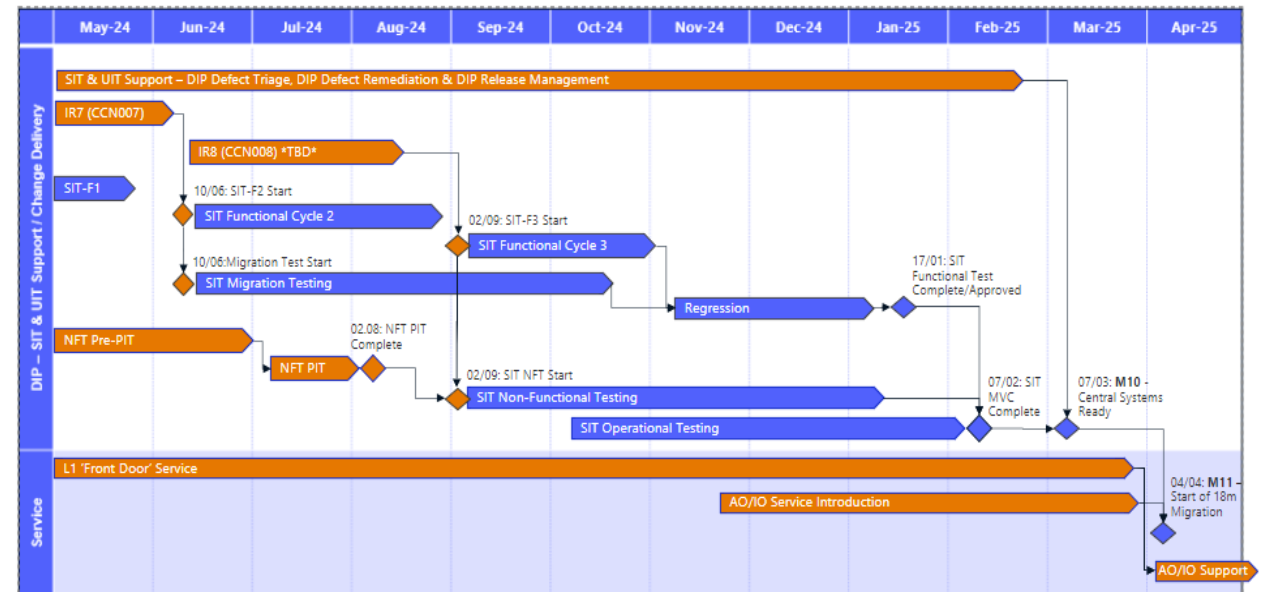 May-24 Jun-24 Jul-24 Aug-24 Sep-24 Oct-24 Nov-24 Dec-24 Jan-25 Feb-25 Mar-25 Apr-25
DIP – SIT & UIT Support / Change Delivery
SIT & UIT Support – DIP Defect Triage, DIP Defect Remediation & DIP Release Management
IR7 (CCN007)
IR8 (CCN008) *TBD*
SIT-F1
10/06: SIT-F2 Start
SIT Functional Cycle 2
02/09: SIT-F3 Start
SIT Functional Cycle 3
10/06:Migration Test Start
SIT Migration Testing
17/01: SIT
Functional Test
Complete/Approved
Regression
NFT Pre-PIT
02.08: NFT PIT
Complete
NFT PIT
02/09: SIT NFT Start
SIT Non-Functional Testing
07/02: SIT
MVC
Complete
07/03: M10 -
Central Systems
Ready
SIT Operational Testing
Service
L1 'Front Door' Service
AO/IO Service Introduction
04/04: M11 –
Start of 18m
Migration
AO/IO Support